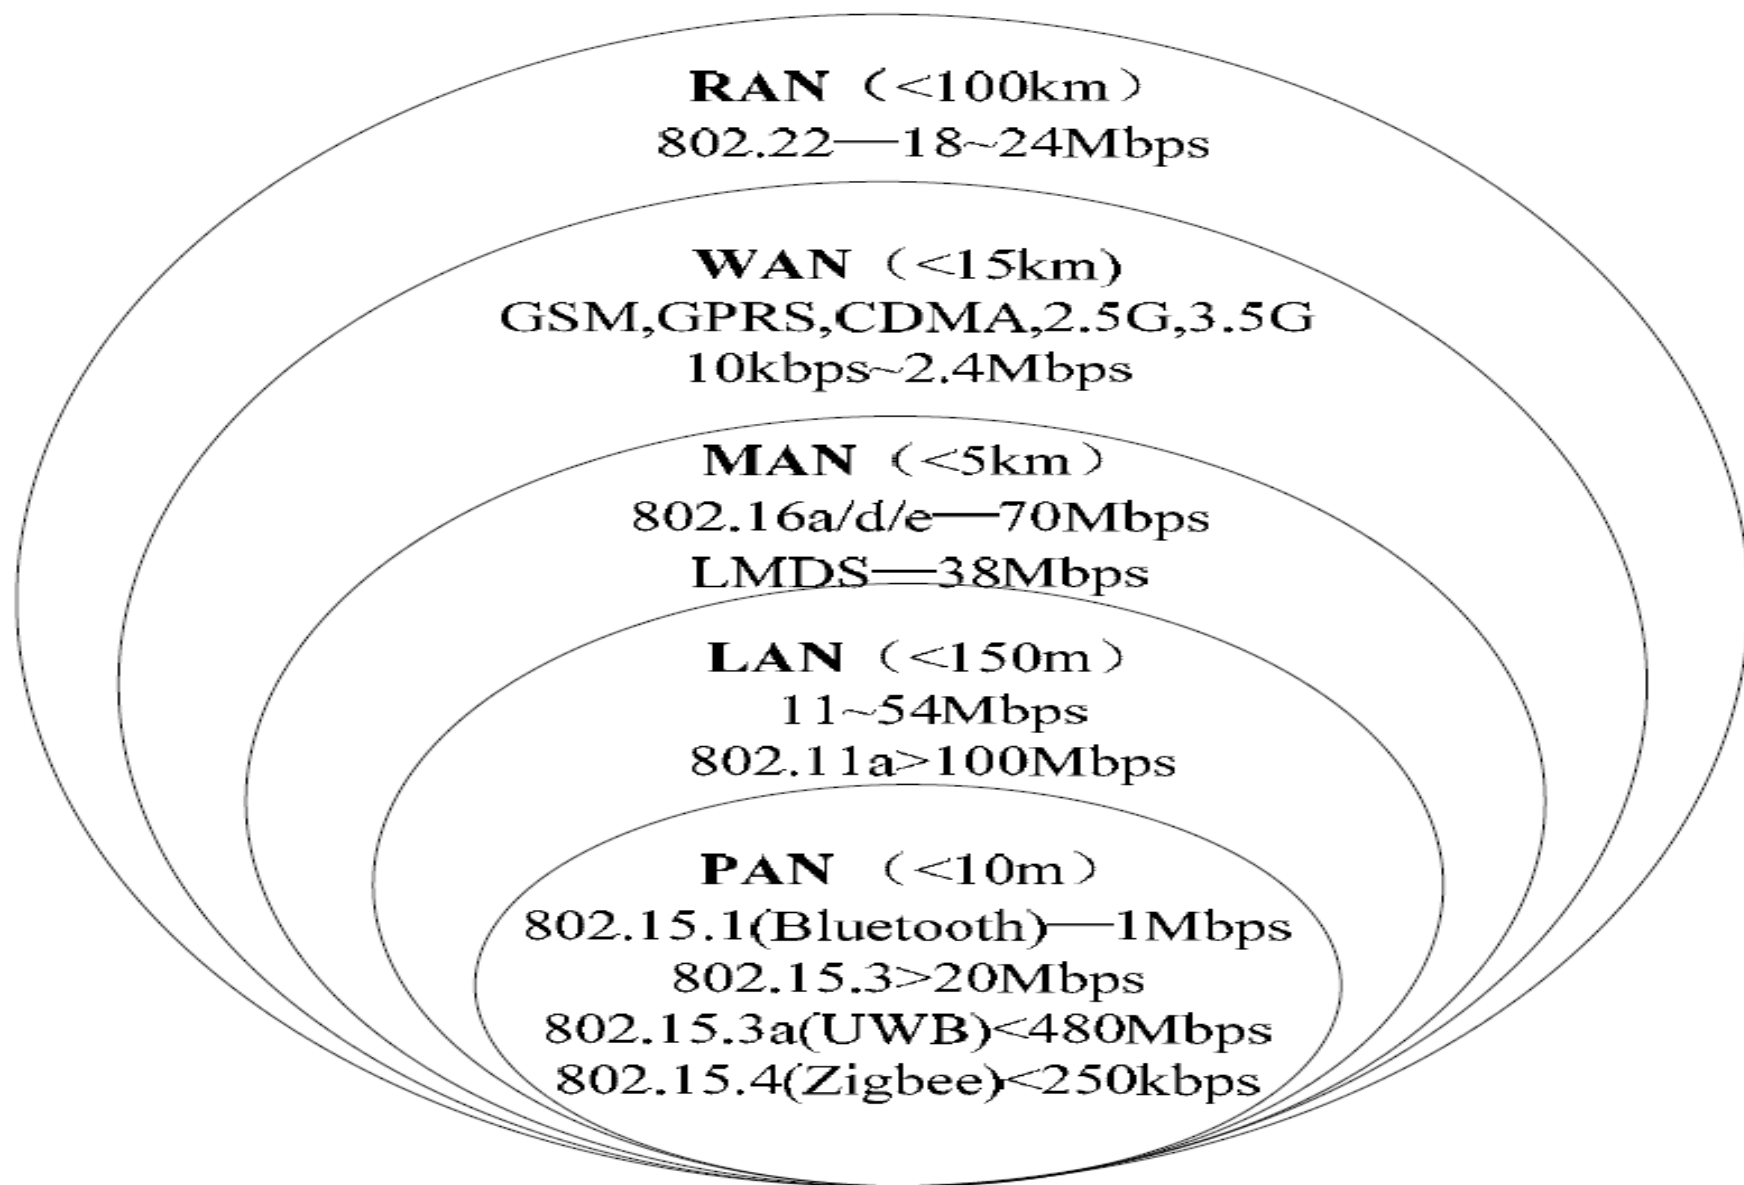 RAN（<100km）
802.22—18~24Mbps
WAN（<15km)
GSM,GPRS,CDMA,2.5G,3.5G
10kbps~2.4Mbps
MAN（<5km）
802.16a/d/e—70Mbps
LMDS—38Mbps
LAN（<150m）
11~54Mbps
802.11a>100Mbps
PAN （<10m）
802.15.1(Bluetooth)—1Mbps
802.15.3>20Mbps
802.15.3a(UWB)<480Mbps
802.15.4(Zigbee)<250kbps